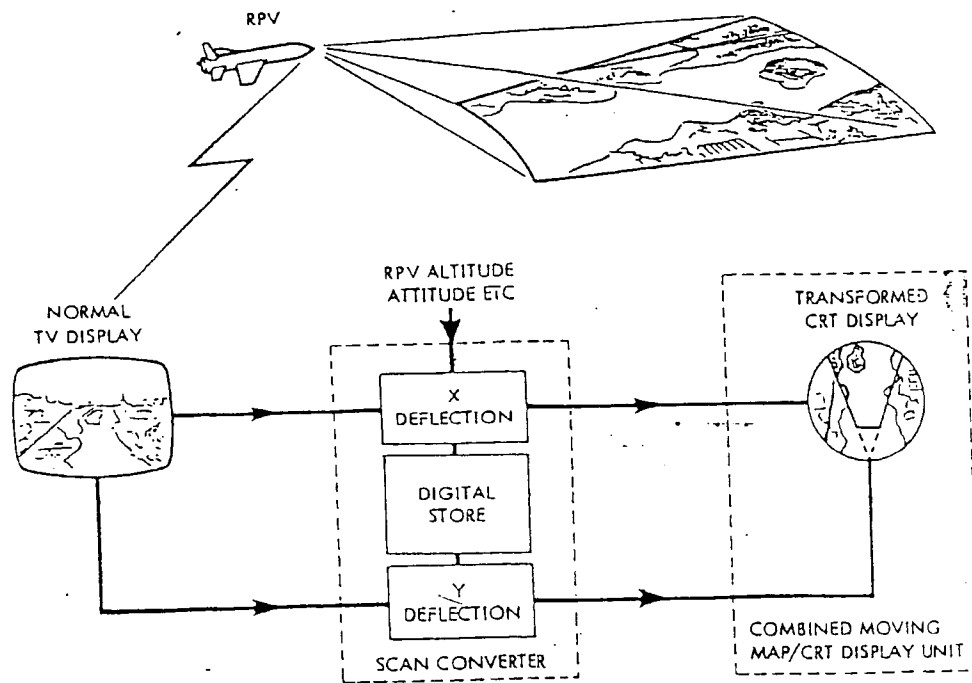 RPV
RPV ALTITUDE
ATTITUDE ETC
NORMAL
TV DISPLAY
TRANSFORMED
CRT DISPLAY
X
DEFLECTION
DIGITAL
STORE
Y
DEFLECTION
SCAN CONVERTER
COMBINED MOVING
MAP/CRT DISPLAY UNIT